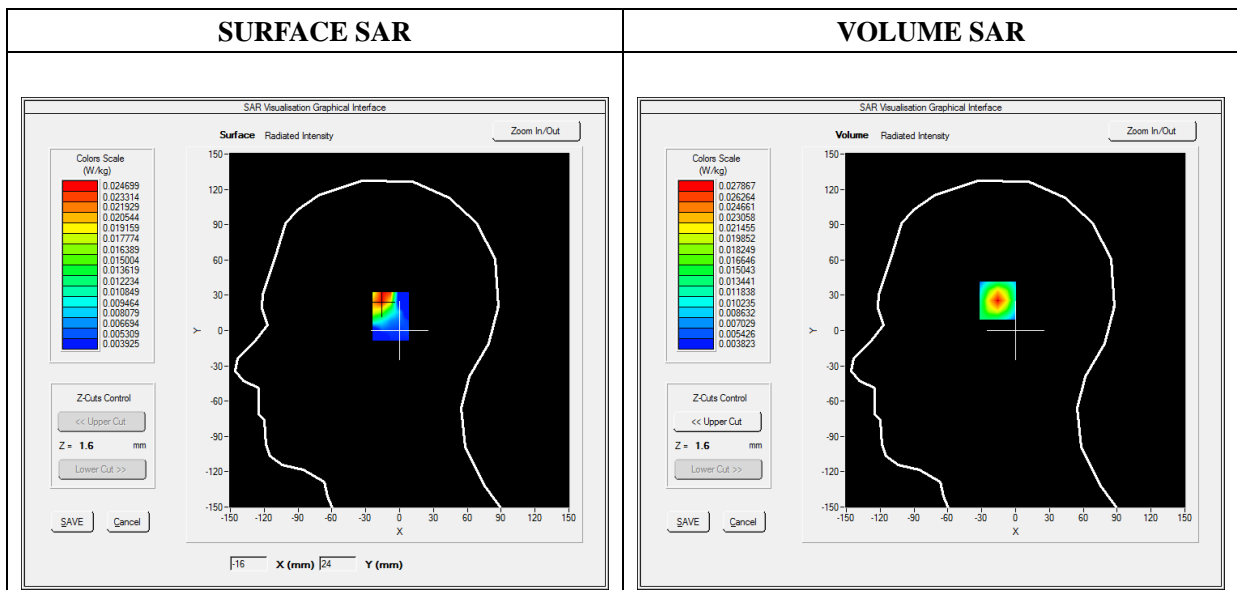 SURFACE SAR
VOLUME SAR
SAR Visualisation Graphical Interface
Surface Radiated Intensity
Zoom In/Out
Colors Scale
(W/kg)
0.024699
0.023314
0.021929
0.020544
0.019159
0.017774
0.016389
0.015004
0.013619
0.012234
0.010849
0.009464
0.008079
0.006694
0.005309
0.003925
Z-Cuts Control
<< Upper Cut
Z = 1.6 mm
Lower Cut >>
SAVE Cancel
150
120
90
60
30
Y 0
-30
-60
-90
-120
-150
-150 -120 -90 -60 -30 0 30 60 90 120 150
X
-16 X (mm) 24 Y (mm)
SAR Visualisation Graphical Interface
Volume Radiated Intensity
Zoom In/Out
Colors Scale
(W/kg)
0.027867
0.026264
0.024661
0.023058
0.021455
0.019852
0.018249
0.016646
0.015043
0.013441
0.011838
0.010235
0.008632
0.007029
0.005426
0.003823
Z-Cuts Control
<< Upper Cut
Z = 1.6 mm
Lower Cut >>
SAVE Cancel
150
120
90
60
30
Y 0
-30
-60
-90
-120
-150
-150 -120 -90 -60 -30 0 30 60 90 120 150
X